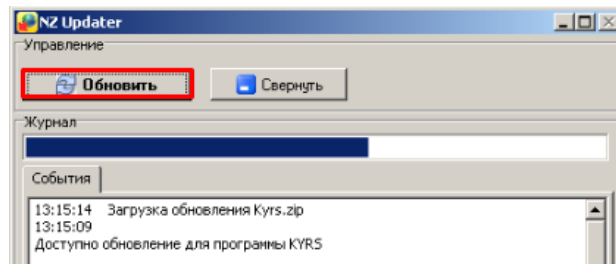 NZ Updater
Управление
Обновить
Свернуть
Журнал
События
13:15:14 Загрузка обновления Kyrs.zip
13:15:09
Доступно обновление для программы KYRS